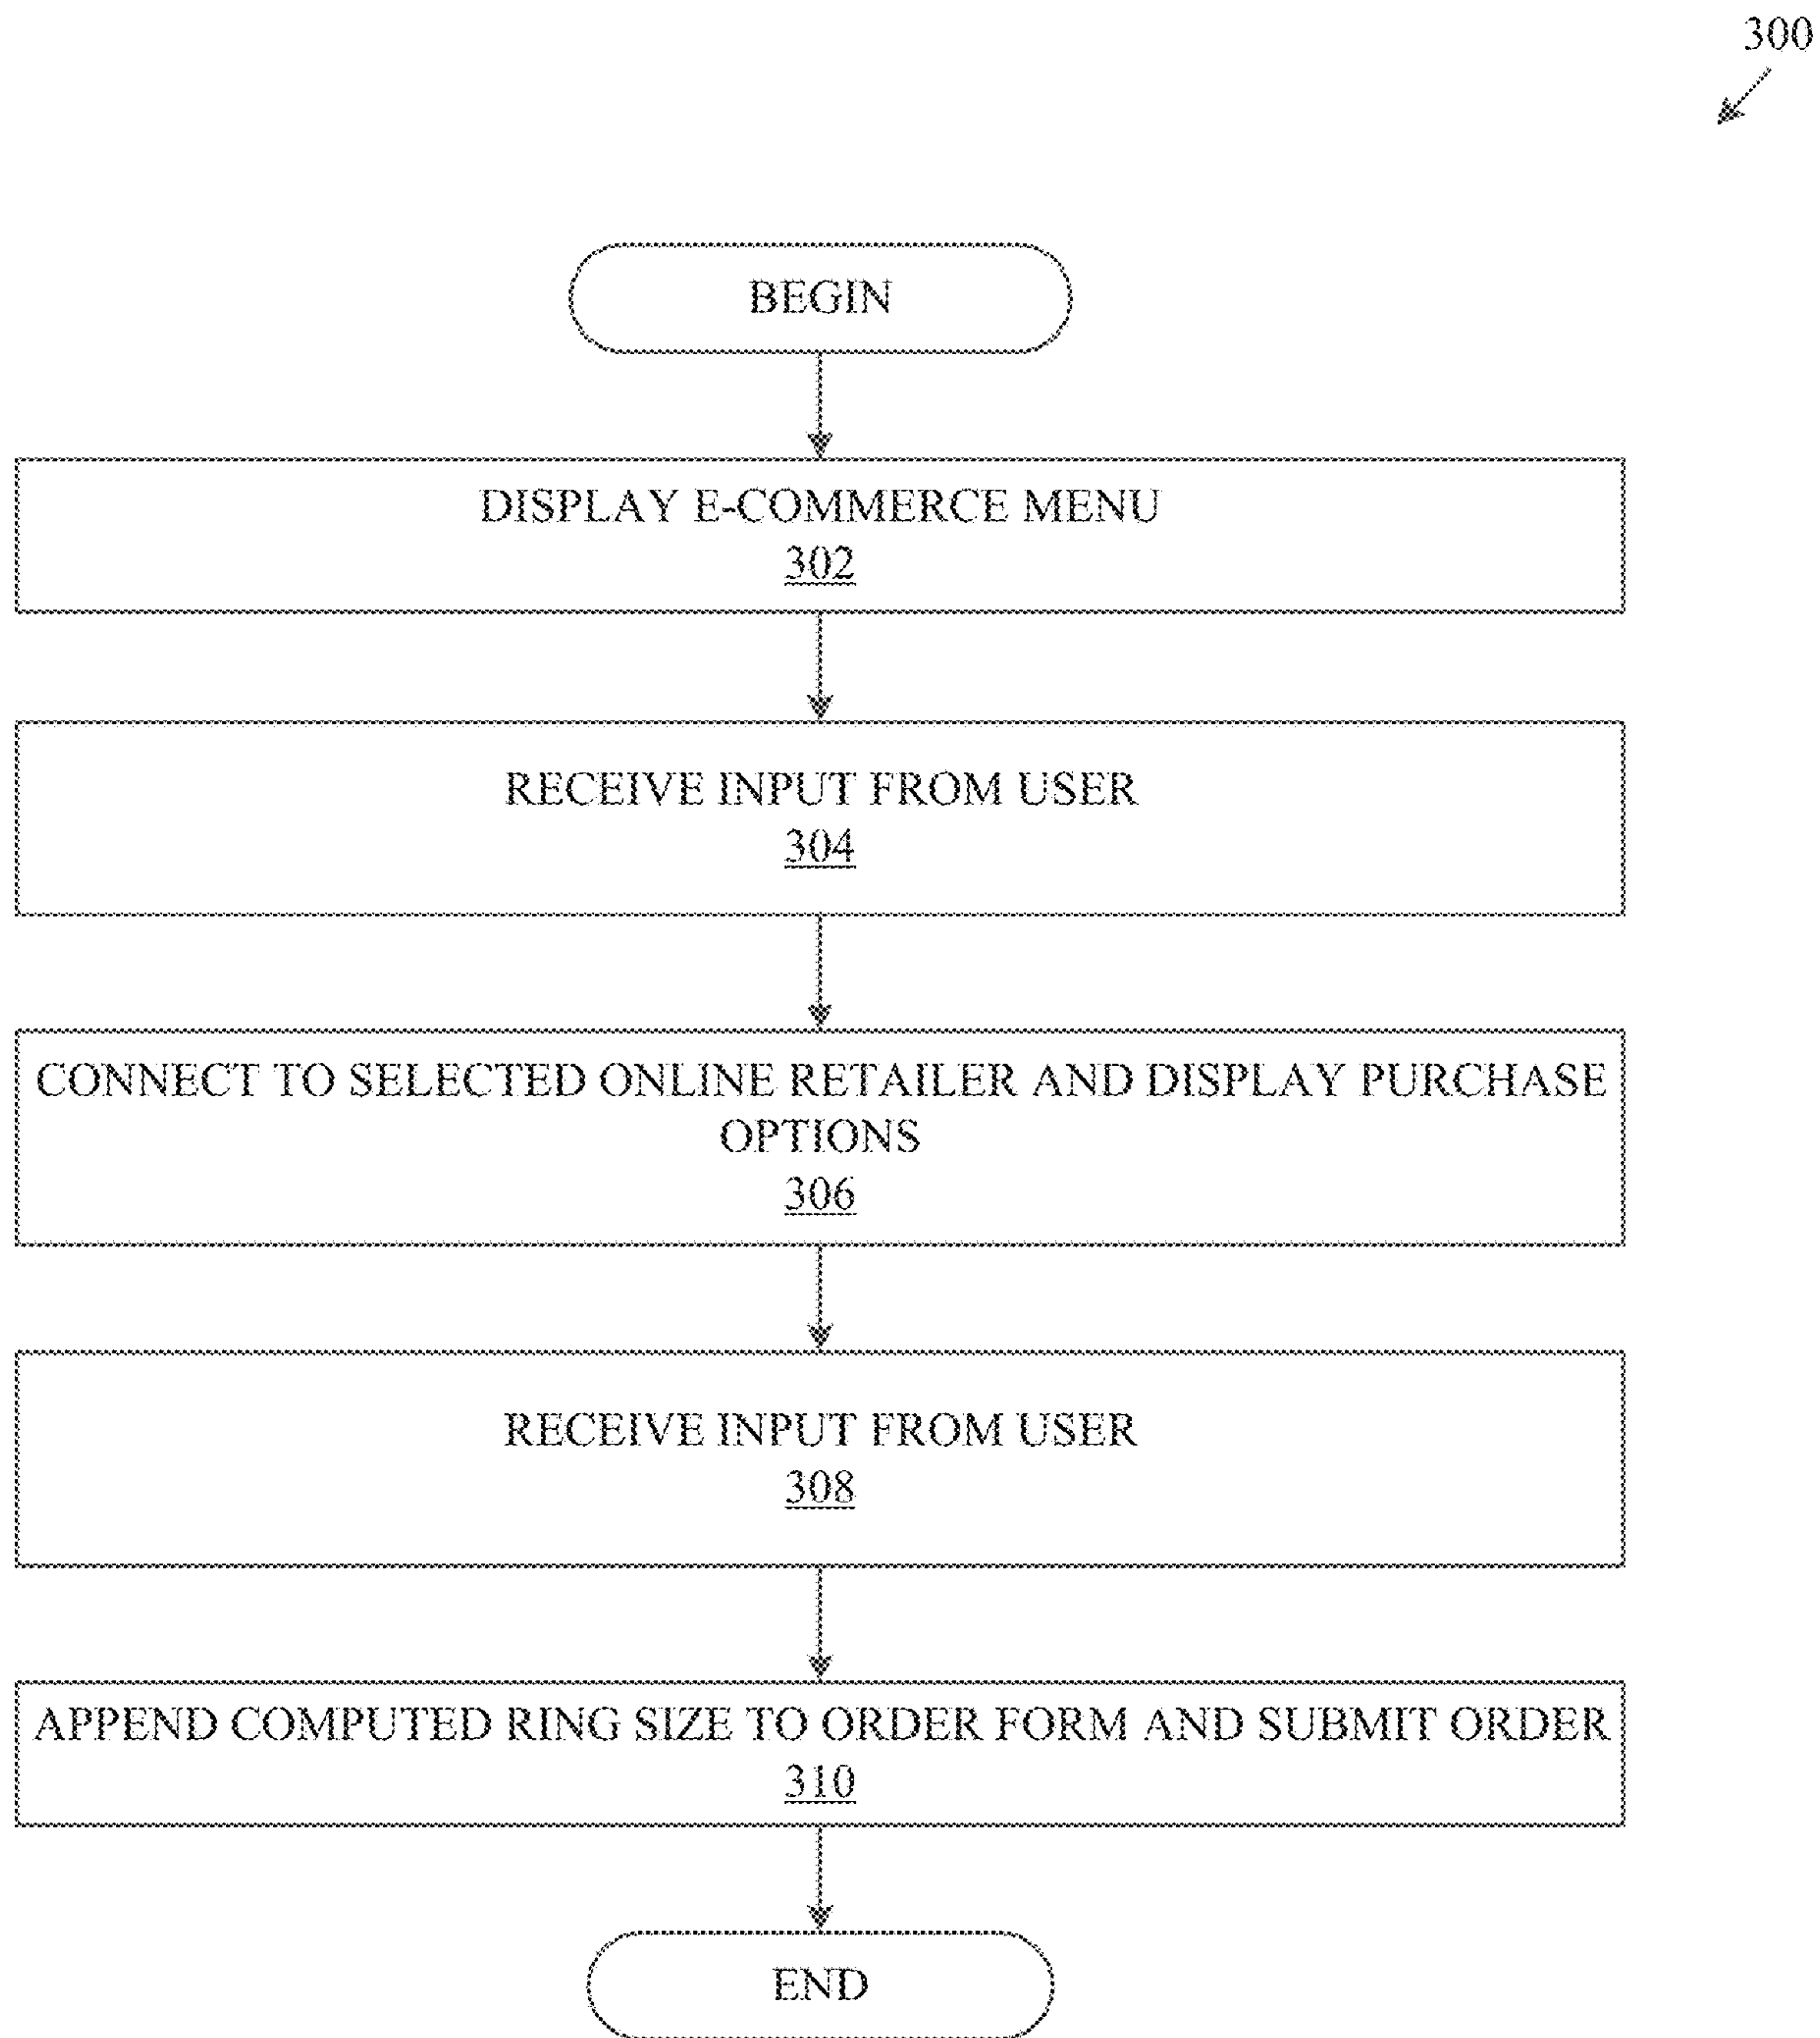 300
BEGIN
DISPLAY E-COMMERCE MENU
302
RECEIVE INPUT FROM USER
304
CONNECT TO SELECTED ONLINE RETAILER AND DISPLAY PURCHASE
OPTIONS
306
RECEIVE INPUT FROM USER
308
APPEND COMPUTED RING SIZE TO ORDER FORM AND SUBMIT ORDER
310
END